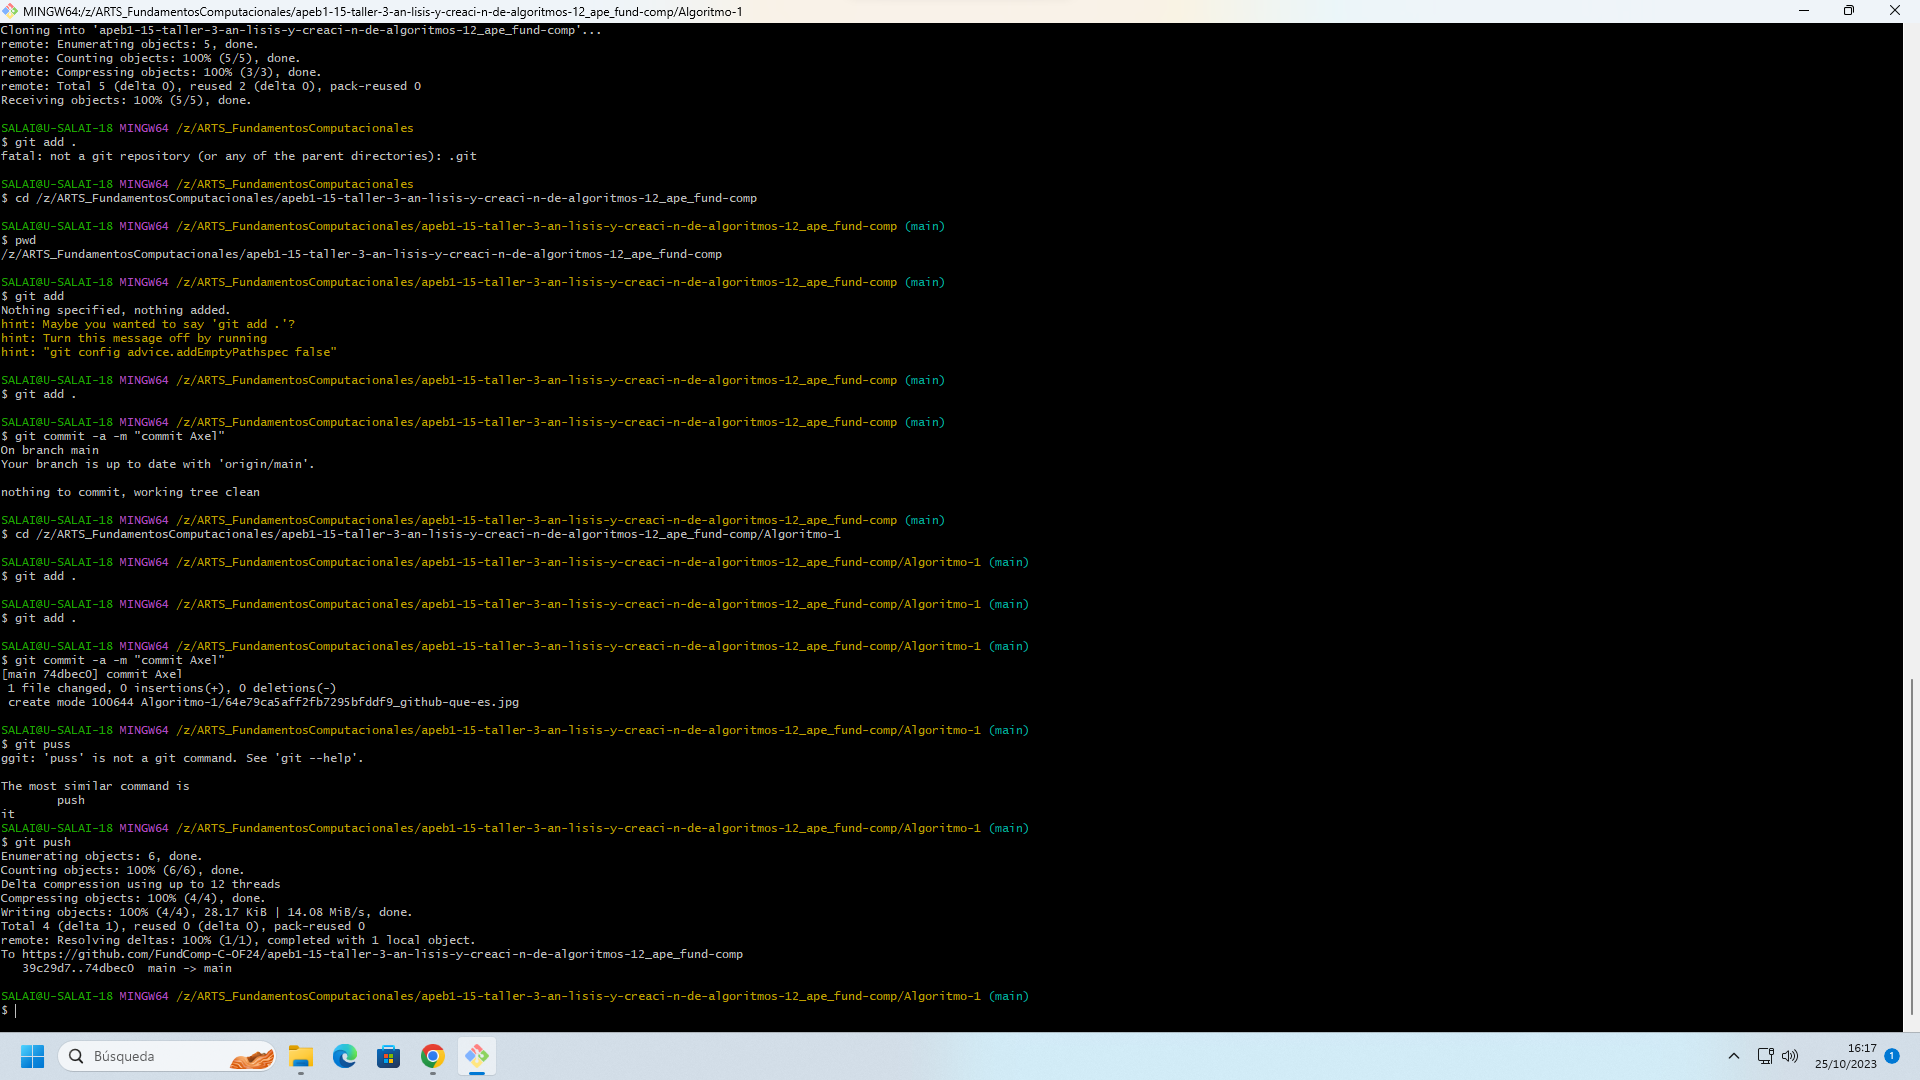 MINGW64:/z/ARTS_FundamentosComputacionales/apeb1-15-taller-3-an-lisis-y-creaci-n-de-algoritmos-12_ape_fund-comp/Algoritmo-1
Cloning into 'apeb1-15-taller-3-an-lisis-y-creaci-n-de-algoritmos-12_ape_fund-comp'...
remote: Enumerating objects: 5, done.
remote: Counting objects: 100% (5/5), done.
remote: Compressing objects: 100% (3/3), done.
remote: Total 5 (delta 0), reused 2 (delta 0), pack-reused 0
Receiving objects: 100% (5/5), done.
SALAI@U-SALAI-18 MINGW64 /z/ARTS_FundamentosComputacionales
$ git add .
fatal: not a git repository (or any of the parent directories): .git
SALAI@U-SALAI-18 MINGW64 /z/ARTS_FundamentosComputacionales
$ cd /z/ARTS_FundamentosComputacionales/apeb1-15-taller-3-an-lisis-y-creaci-n-de-algoritmos-12_ape_fund-comp
SALAI@U-SALAI-18 MINGW64 /z/ARTS_FundamentosComputacionales/apeb1-15-taller-3-an-lisis-y-creaci-n-de-algoritmos-12_ape_fund-comp (main)
$ pwd
/z/ARTS_FundamentosComputacionales/apeb1-15-taller-3-an-lisis-y-creaci-n-de-algoritmos-12_ape_fund-comp
SALAI@U-SALAI-18 MINGW64 /z/ARTS_FundamentosComputacionales/apeb1-15-taller-3-an-lisis-y-creaci-n-de-algoritmos-12_ape_fund-comp (main)
$ git add
Nothing specified, nothing added.
hint: Maybe you wanted to say 'git add .'?
hint: Turn this message off by running
hint: "git config advice.addEmptyPathspec false"
SALAI@U-SALAI-18 MINGW64 /z/ARTS_FundamentosComputacionales/apeb1-15-taller-3-an-lisis-y-creaci-n-de-algoritmos-12_ape_fund-comp (main)
$ git add .
SALAI@U-SALAI-18 MINGW64 /z/ARTS_FundamentosComputacionales/apeb1-15-taller-3-an-lisis-y-creaci-n-de-algoritmos-12_ape_fund-comp (main)
$ git commit -a -m "commit Axel"
On branch main
Your branch is up to date with 'origin/main'.
nothing to commit, working tree clean
SALAI@U-SALAI-18 MINGW64 /z/ARTS_FundamentosComputacionales/apeb1-15-taller-3-an-lisis-y-creaci-n-de-algoritmos-12_ape_fund-comp (main)
$ cd /z/ARTS_FundamentosComputacionales/apeb1-15-taller-3-an-lisis-y-creaci-n-de-algoritmos-12_ape_fund-comp/Algoritmo-1
SALAI@U-SALAI-18 MINGW64 /z/ARTS_FundamentosComputacionales/apeb1-15-taller-3-an-lisis-y-creaci-n-de-algoritmos-12_ape_fund-comp/Algoritmo-1 (main)
$ git add .
SALAI@U-SALAI-18 MINGW64 /z/ARTS_FundamentosComputacionales/apeb1-15-taller-3-an-lisis-y-creaci-n-de-algoritmos-12_ape_fund-comp/Algoritmo-1 (main)
$ git add .
SALAI@U-SALAI-18 MINGW64 /z/ARTS_FundamentosComputacionales/apeb1-15-taller-3-an-lisis-y-creaci-n-de-algoritmos-12_ape_fund-comp/Algoritmo-1 (main)
$ git commit -a -m "commit Axel"
[main 74dbec0] commit Axel
1 file changed, 0 insertions(+), 0 deletions(-)
create mode 100644 Algoritmo-1/64e79ca5aff2fb7295bfddf9_github-que-es.jpg
SALAI@U-SALAI-18 MINGW64 /z/ARTS_FundamentosComputacionales/apeb1-15-taller-3-an-lisis-y-creaci-n-de-algoritmos-12_ape_fund-comp/Algoritmo-1 (main)
$ git puss
ggit: 'puss' is not a git command. See 'git --help'.
The most similar command is
push
it
SALAI@U-SALAI-18 MINGW64 /z/ARTS_FundamentosComputacionales/apeb1-15-taller-3-an-lisis-y-creaci-n-de-algoritmos-12_ape_fund-comp/Algoritmo-1 (main)
$ git push
Enumerating objects: 6, done.
Counting objects: 100% (6/6), done.
Delta compression using up to 12 threads
Compressing objects: 100% (4/4), done.
Writing objects: 100% (4/4), 28.17 KiB | 14.08 MiB/s, done.
Total 4 (delta 1), reused 0 (delta 0), pack-reused 0
remote: Resolving deltas: 100% (1/1), completed with 1 local object.
To https://github.com/FundComp-C-OF24/apeb1-15-taller-3-an-lisis-y-creaci-n-de-algoritmos-12_ape_fund-comp
39c29d7..74dbec0  main -> main
SALAI@U-SALAI-18 MINGW64 /z/ARTS_FundamentosComputacionales/apeb1-15-taller-3-an-lisis-y-creaci-n-de-algoritmos-12_ape_fund-comp/Algoritmo-1 (main)
$
Búsqueda
16:17
25/10/2023
1